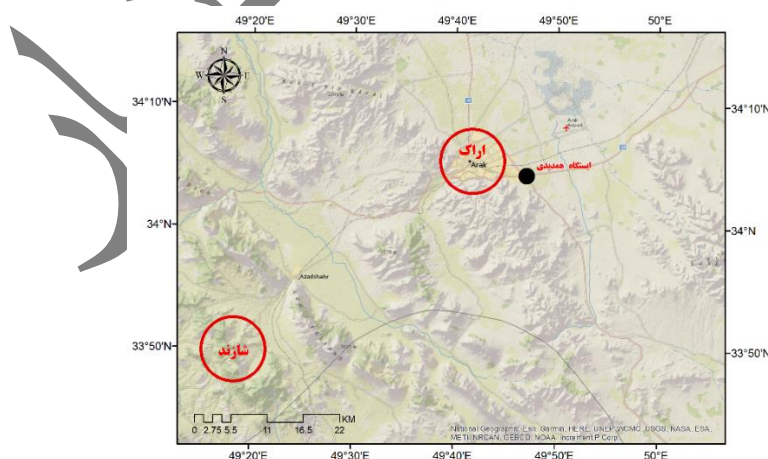 49°20'E 49°30'E 49°40'E 49°50'E 50°E
N
W E
S
34°10'N 34°10'N
Arak Airport
اراک
Arak
ایستگاه همدیدی
34°N 34°N
Azadshahr
33°50'N 33°50'N
شازند
KM
0 2.75 5.5 11 16.5 22
National Geographic, Esri, Garmin, HERE, UNEP-WCMC, USGS, NASA, ESA,
METI, NRCAN, GEBCO, NOAA, Increment P Corp.
49°20'E 49°30'E 49°40'E 49°50'E 50°E